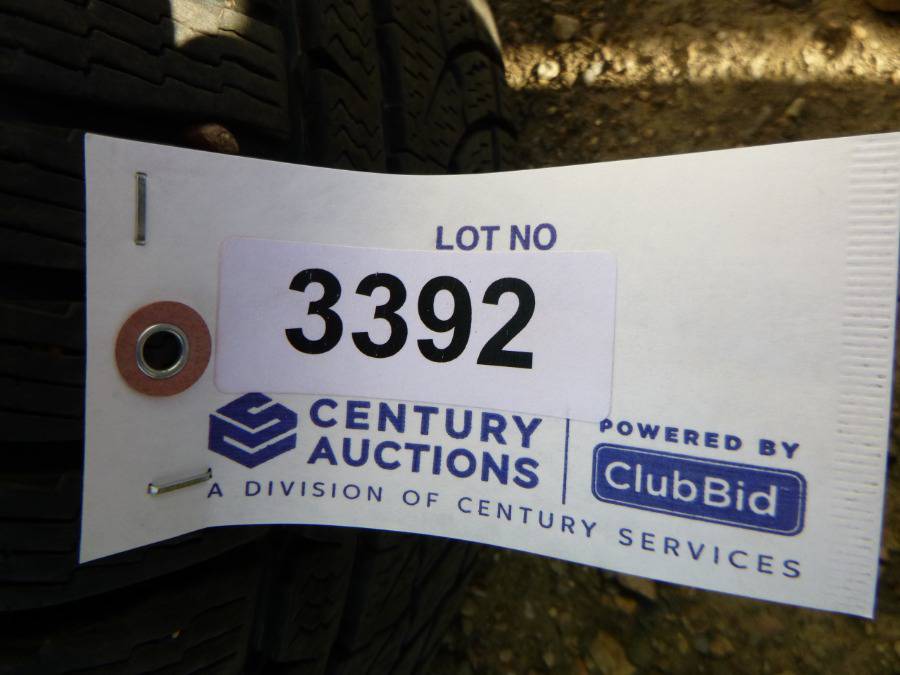 LOT NO
3392
CENTURY
AUCTIONS
A DIVISION OF CENTURY SERVICES
POWERED BY
ClubBid